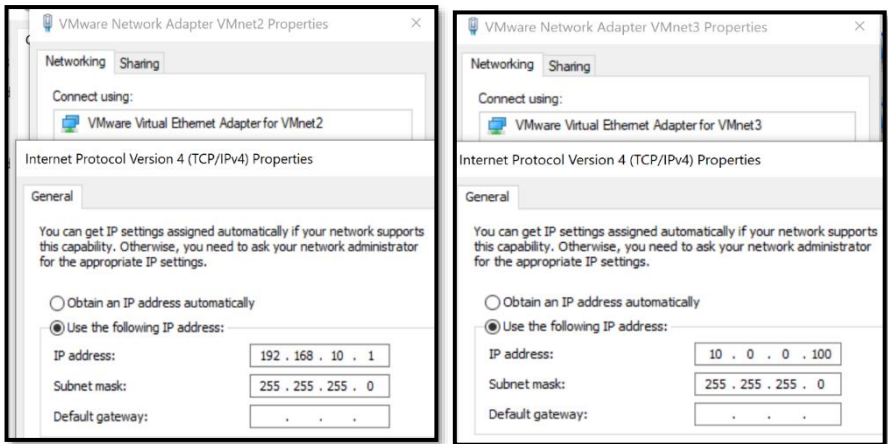 VMware Network Adapter VMnet2 Properties
Networking Sharing
Connect using:
VMware Virtual Ethernet Adapter for VMnet2
Internet Protocol Version 4 (TCP/IPv4) Properties
General
You can get IP settings assigned automatically if your network supports
this capability. Otherwise, you need to ask your network administrator
for the appropriate IP settings.
Obtain an IP address automatically
Use the following IP address:
IP address: 192 . 168 . 10 . 1
Subnet mask: 255 . 255 . 255 . 0
Default gateway: . . .
VMware Network Adapter VMnet3 Properties
Networking Sharing
Connect using:
VMware Virtual Ethernet Adapter for VMnet3
Internet Protocol Version 4 (TCP/IPv4) Properties
General
You can get IP settings assigned automatically if your network supports
this capability. Otherwise, you need to ask your network administrator
for the appropriate IP settings.
Obtain an IP address automatically
Use the following IP address:
IP address: 10 . 0 . 0 . 100
Subnet mask: 255 . 255 . 255 . 0
Default gateway: . . .